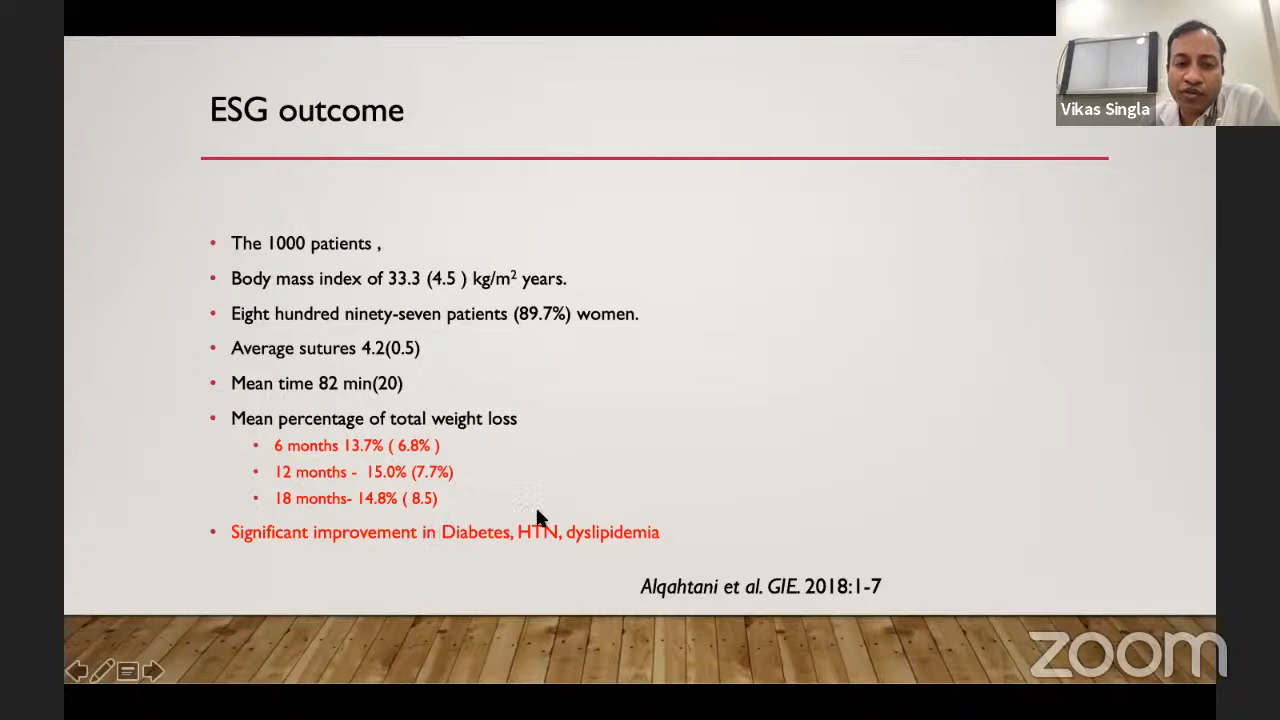 ESG outcome
Vikas Singla
• The 1000 patients ,
• Body mass index of 33.3 (4.5 ) kg/m² years.
• Eight hundred ninety-seven patients (89.7%) women.
• Average sutures 4.2(0.5)
• Mean time 82 min(20)
• Mean percentage of total weight loss
• 6 months 13.7% ( 6.8% )
• 12 months - 15.0% (7.7%)
• 18 months- 14.8% ( 8.5)
• Significant improvement in Diabetes, HTN, dyslipidemia
Alqahtani et al. GIE. 2018:1-7
zoom